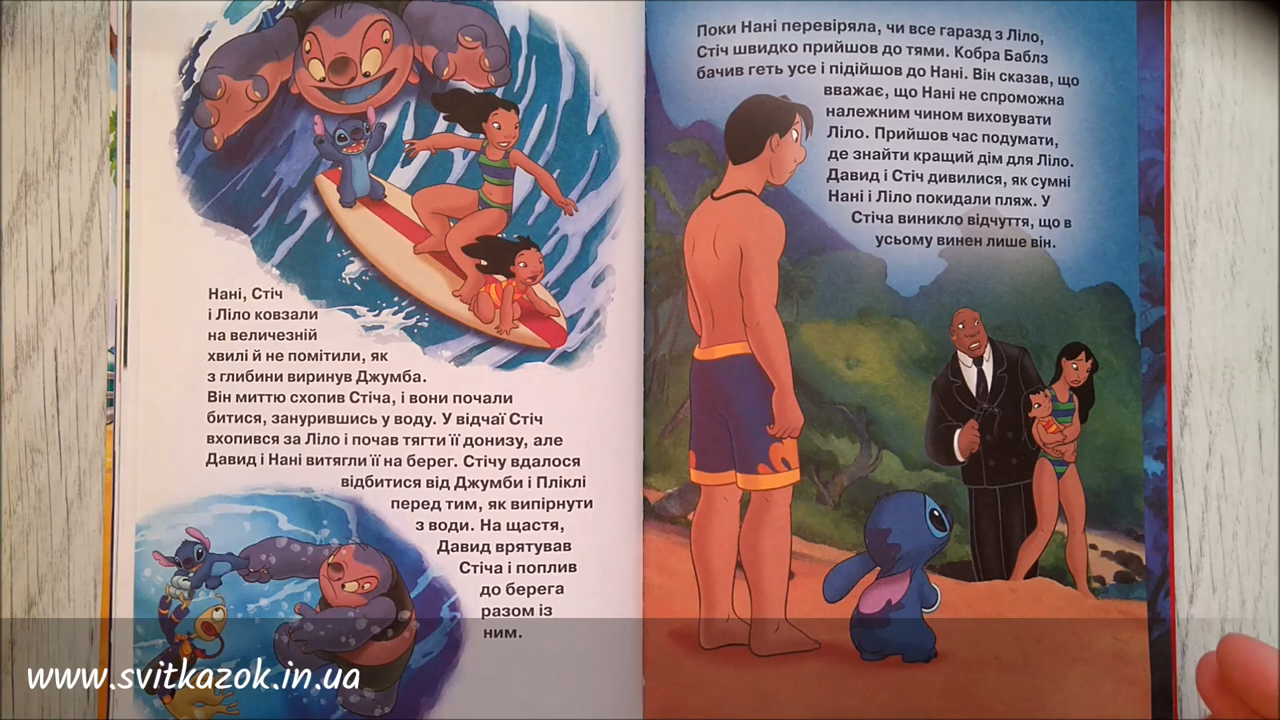 Нані, Стіч
і Ліло ковзали
на величезній
хвилі й не помітили, як
з глибини виринув Джумба.
Він миттю схопив Стіча, і вони почали
битися, занурившись у воду. У відчаї Стіч
вхопився за Ліло і почав тягти її донизу, але
Давид і Нані витягли її на берег. Стічу вдалося
відбитися від Джумби і Пліклі
перед тим, як випірнути
з води. На щастя,
Давид врятував
Стіча і поплив
до берега
разом із
ним.
Поки Нані перевіряла, чи все гаразд з Ліло,
Стіч швидко прийшов до тями. Кобра Баблз
бачив геть усе і підійшов до Нані. Він сказав, що
вважає, що Нані не спроможна
належним чином виховувати
Ліло. Прийшов час подумати,
де знайти кращий дім для Ліло.
Давид і Стіч дивилися, як сумні
Нані і Ліло покидали пляж. У
Стіча виникло відчуття, що в
усьому винен лише він.
www.svitkazok.in.ua